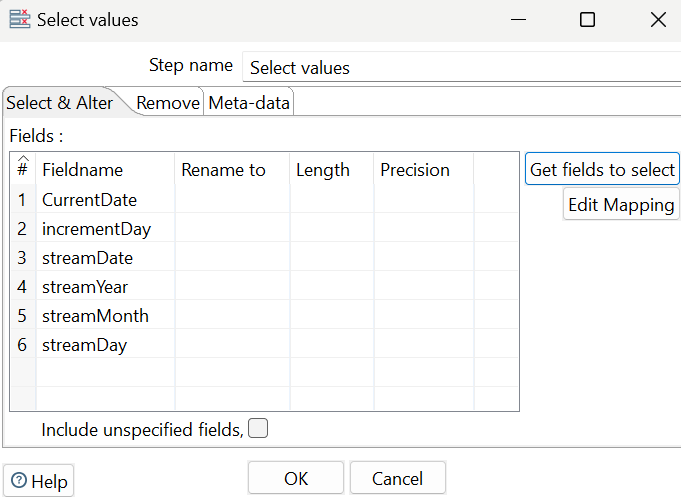 Select values
Step name Select values
Select & Alter Remove Meta-data
Fields :
# Fieldname Rename to Length Precision
Get fields to select
1 CurrentDate
Edit Mapping
2 incrementDay
3 streamDate
4 streamYear
5 streamMonth
6 streamDay
Include unspecified fields,
Help OK Cancel